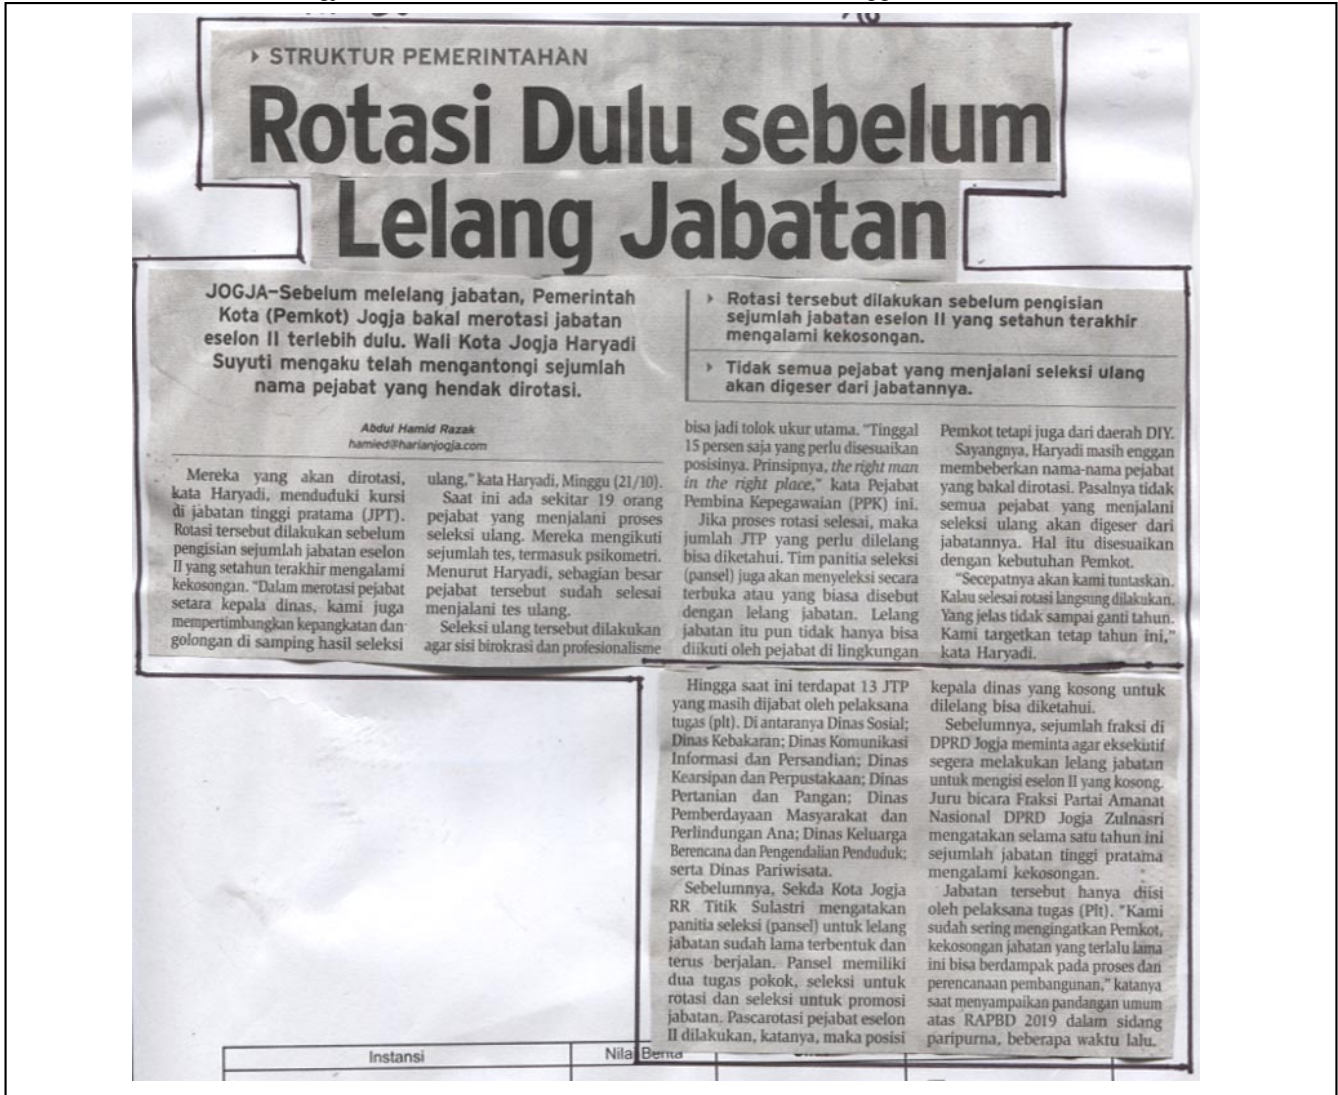 ▸ STRUKTUR PEMERINTAHAN
Rotasi Dulu sebelum
Lelang Jabatan
JOGJA–Sebelum melelang jabatan, Pemerintah
Kota (Pemkot) Jogja bakal merotasi jabatan
eselon II terlebih dulu. Wali Kota Jogja Haryadi
Suyuti mengaku telah mengantongi sejumlah
nama pejabat yang hendak dirotasi.
▸ Rotasi tersebut dilakukan sebelum pengisian
sejumlah jabatan eselon II yang setahun terakhir
mengalami kekosongan.
▸ Tidak semua pejabat yang menjalani seleksi ulang
akan digeser dari jabatannya.
Abdul Hamid Razak
hamied@harianjogja.com
Mereka yang akan dirotasi,
kata Haryadi, menduduki kursi
di jabatan tinggi pratama (JPT).
Rotasi tersebut dilakukan sebelum
pengisian sejumlah jabatan eselon
II yang setahun terakhir mengalami
kekosongan. “Dalam merotasi pejabat
setara kepala dinas, kami juga
mempertimbangkan kepangkatan dan
golongan di samping hasil seleksi
ulang,” kata Haryadi, Minggu (21/10).
Saat ini ada sekitar 19 orang
pejabat yang menjalani proses
seleksi ulang. Mereka mengikuti
sejumlah tes, termasuk psikometri.
Menurut Haryadi, sebagian besar
pejabat tersebut sudah selesai
menjalani tes ulang.
Seleksi ulang tersebut dilakukan
agar sisi birokrasi dan profesionalisme
bisa jadi tolok ukur utama. “Tinggal
15 persen saja yang perlu disesuaikan
posisinya. Prinsipnya, the right man
in the right place,” kata Pejabat
Pembina Kepegawaian (PPK) ini.
Jika proses rotasi selesai, maka
jumlah JTP yang perlu dilelang
bisa diketahui. Tim panitia seleksi
(pansel) juga akan menyeleksi secara
terbuka atau yang biasa disebut
dengan lelang jabatan. Lelang
jabatan itu pun tidak hanya bisa
diikuti oleh pejabat di lingkungan
Pemkot tetapi juga dari daerah DIY.
Sayangnya, Haryadi masih enggan
membeberkan nama-nama pejabat
yang bakal dirotasi. Pasalnya tidak
semua pejabat yang menjalani
seleksi ulang akan digeser dari
jabatannya. Hal itu disesuaikan
dengan kebutuhan Pemkot.
“Secepatnya akan kami tuntaskan.
Kalau selesai rotasi langsung dilakukan.
Yang jelas tidak sampai ganti tahun.
Kami targetkan tetap tahun ini,”
kata Haryadi.
Hingga saat ini terdapat 13 JTP
yang masih dijabat oleh pelaksana
tugas (plt). Di antaranya Dinas Sosial;
Dinas Kebakaran; Dinas Komunikasi
Informasi dan Persandian; Dinas
Kearsipan dan Perpustakaan; Dinas
Pertanian dan Pangan; Dinas
Pemberdayaan Masyarakat dan
Perlindungan Ana; Dinas Keluarga
Berencana dan Pengendalian Penduduk;
serta Dinas Pariwisata.
Sebelumnya, Sekda Kota Jogja
RR Titik Sulastri mengatakan
panitia seleksi (pansel) untuk lelang
jabatan sudah lama terbentuk dan
terus berjalan. Pansel memiliki
dua tugas pokok, seleksi untuk
rotasi dan seleksi untuk promosi
jabatan. Pascarotasi pejabat eselon
II dilakukan, katanya, maka posisi
kepala dinas yang kosong untuk
dilelang bisa diketahui.
Sebelumnya, sejumlah fraksi di
DPRD Jogja meminta agar eksekutif
segera melakukan lelang jabatan
untuk mengisi eselon II yang kosong.
Juru bicara Fraksi Partai Amanat
Nasional DPRD Jogja Zulnasri
mengatakan selama satu tahun ini
sejumlah jabatan tinggi pratama
mengalami kekosongan.
Jabatan tersebut hanya diisi
oleh pelaksana tugas (Plt). “Kami
sudah sering mengingatkan Pemkot,
kekosongan jabatan yang terlalu lama
ini bisa berdampak pada proses dan
perencanaan pembangunan,” katanya
saat menyampaikan pandangan umum
atas RAPBD 2019 dalam sidang
paripurna, beberapa waktu lalu.
Instansi
Nilai Berita